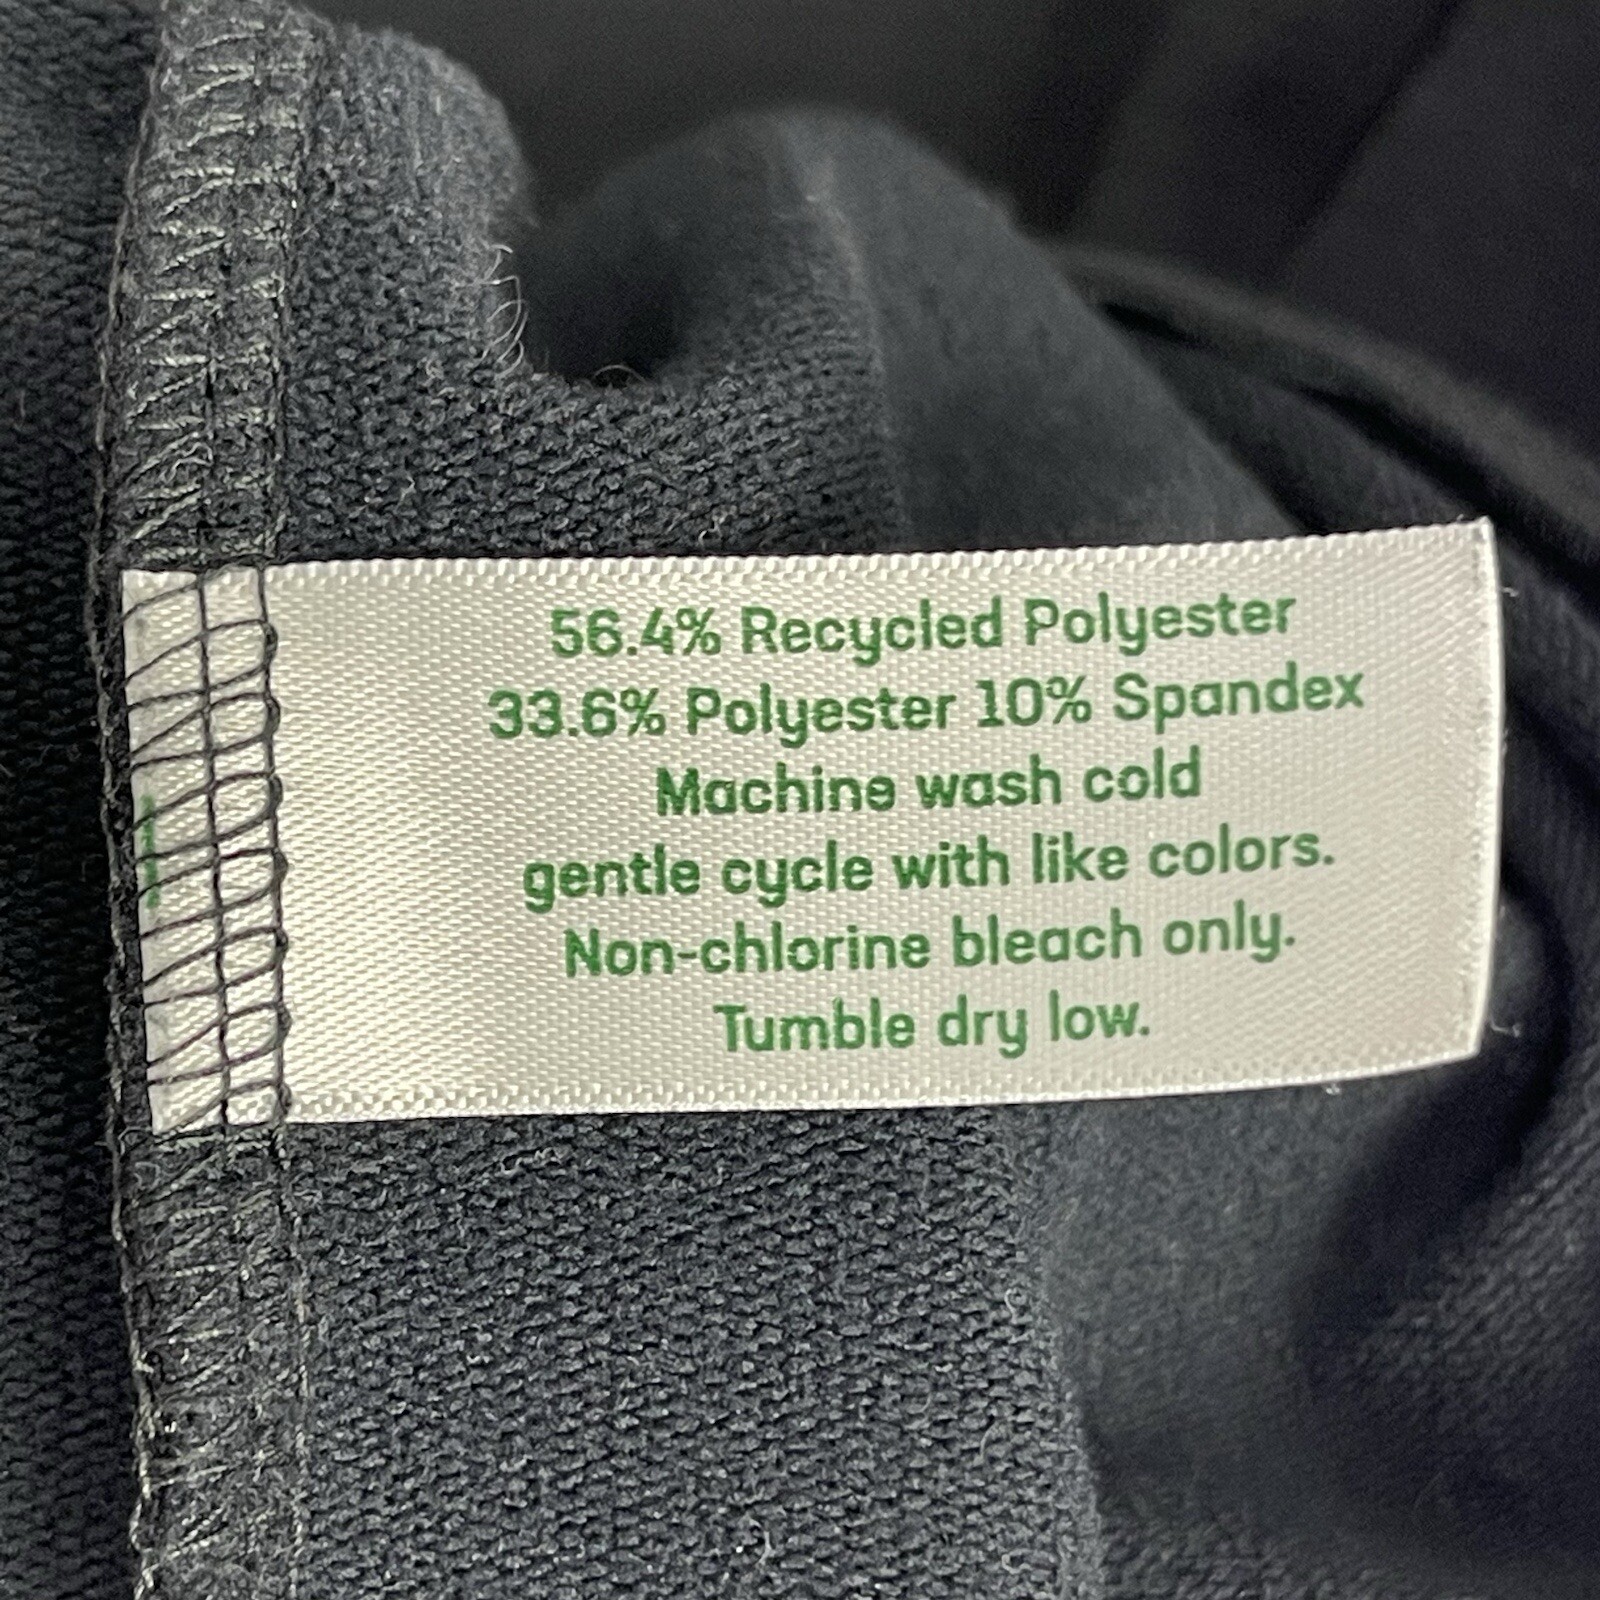 56.4% Recycled Polyester
33.6% Polyester 10% Spandex
Machine wash cold
gentle cycle with like colors.
Non-chlorine bleach only.
Tumble dry low.